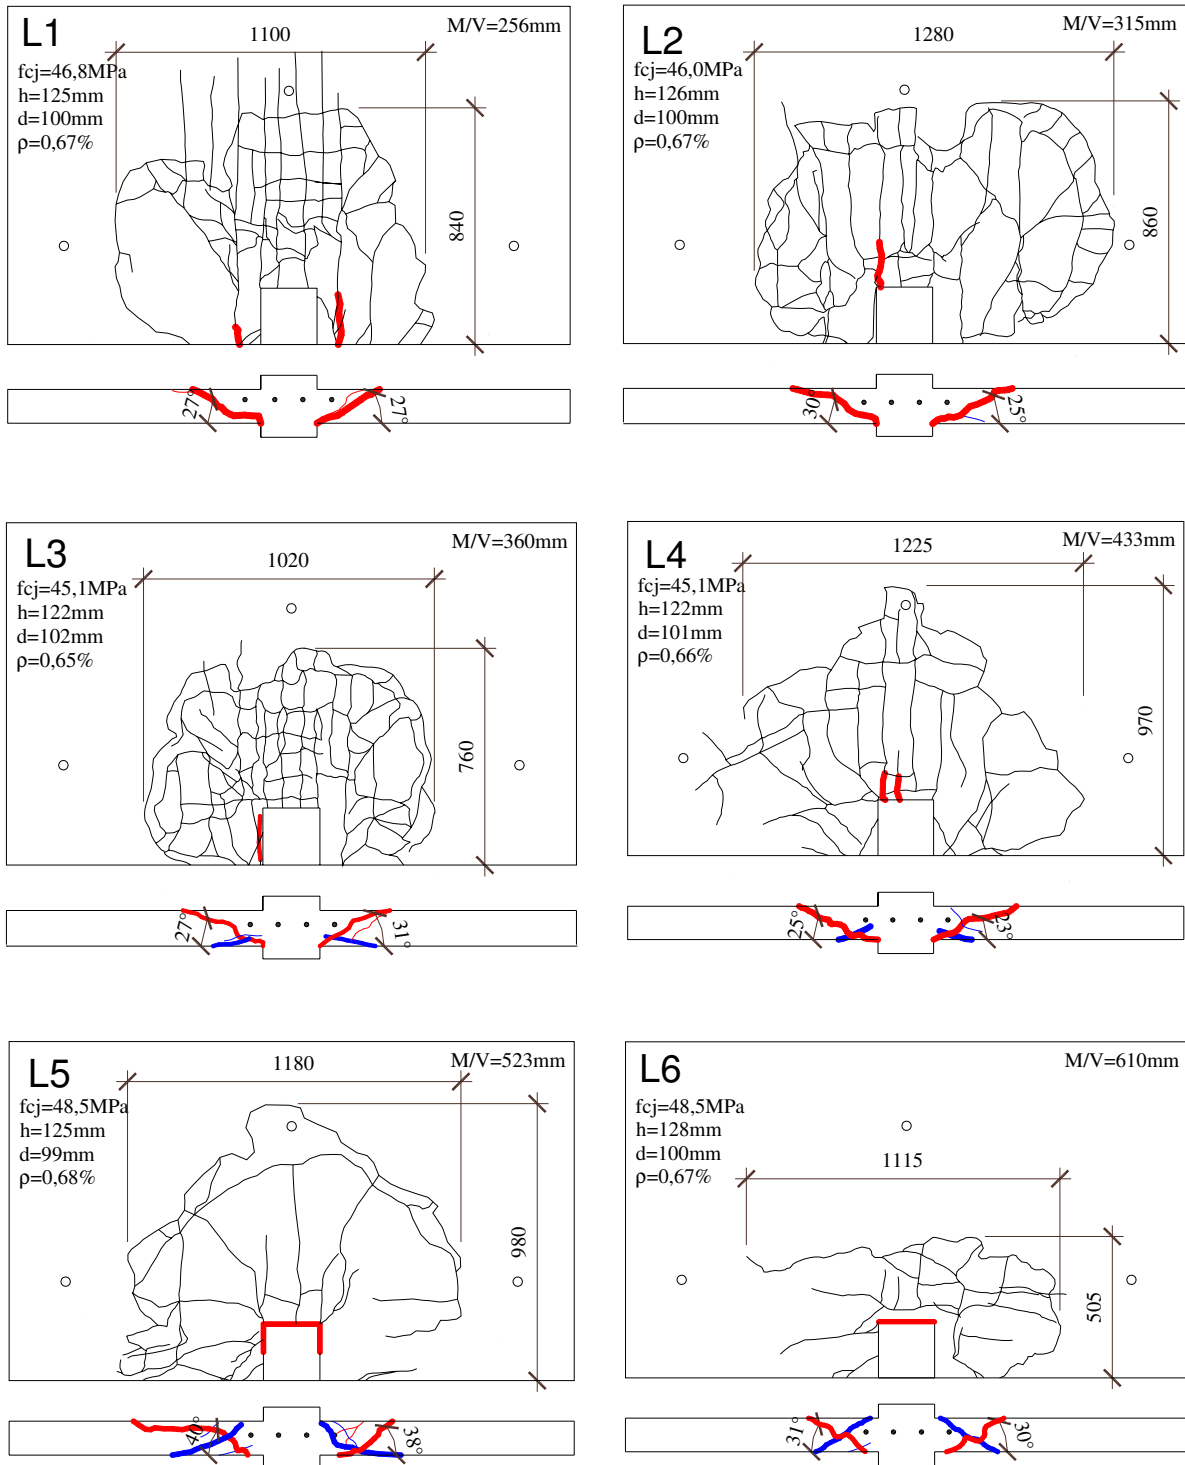 L1
M/V=256mm
1100
fcj=46,8MPa
h=125mm
d=100mm
ρ=0,67%
840
27°
27°
L2
M/V=315mm
1280
fcj=46,0MPa
h=126mm
d=100mm
ρ=0,67%
860
30°
25°
L3
M/V=360mm
1020
fcj=45,1MPa
h=122mm
d=102mm
ρ=0,65%
760
27°
31°
L4
M/V=433mm
1225
fcj=45,1MPa
h=122mm
d=101mm
ρ=0,66%
970
25°
23°
L5
M/V=523mm
1180
fcj=48,5MPa
h=125mm
d=99mm
ρ=0,68%
980
40°
38°
L6
M/V=610mm
fcj=48,5MPa
h=128mm
d=100mm
ρ=0,67%
1115
505
31°
30°